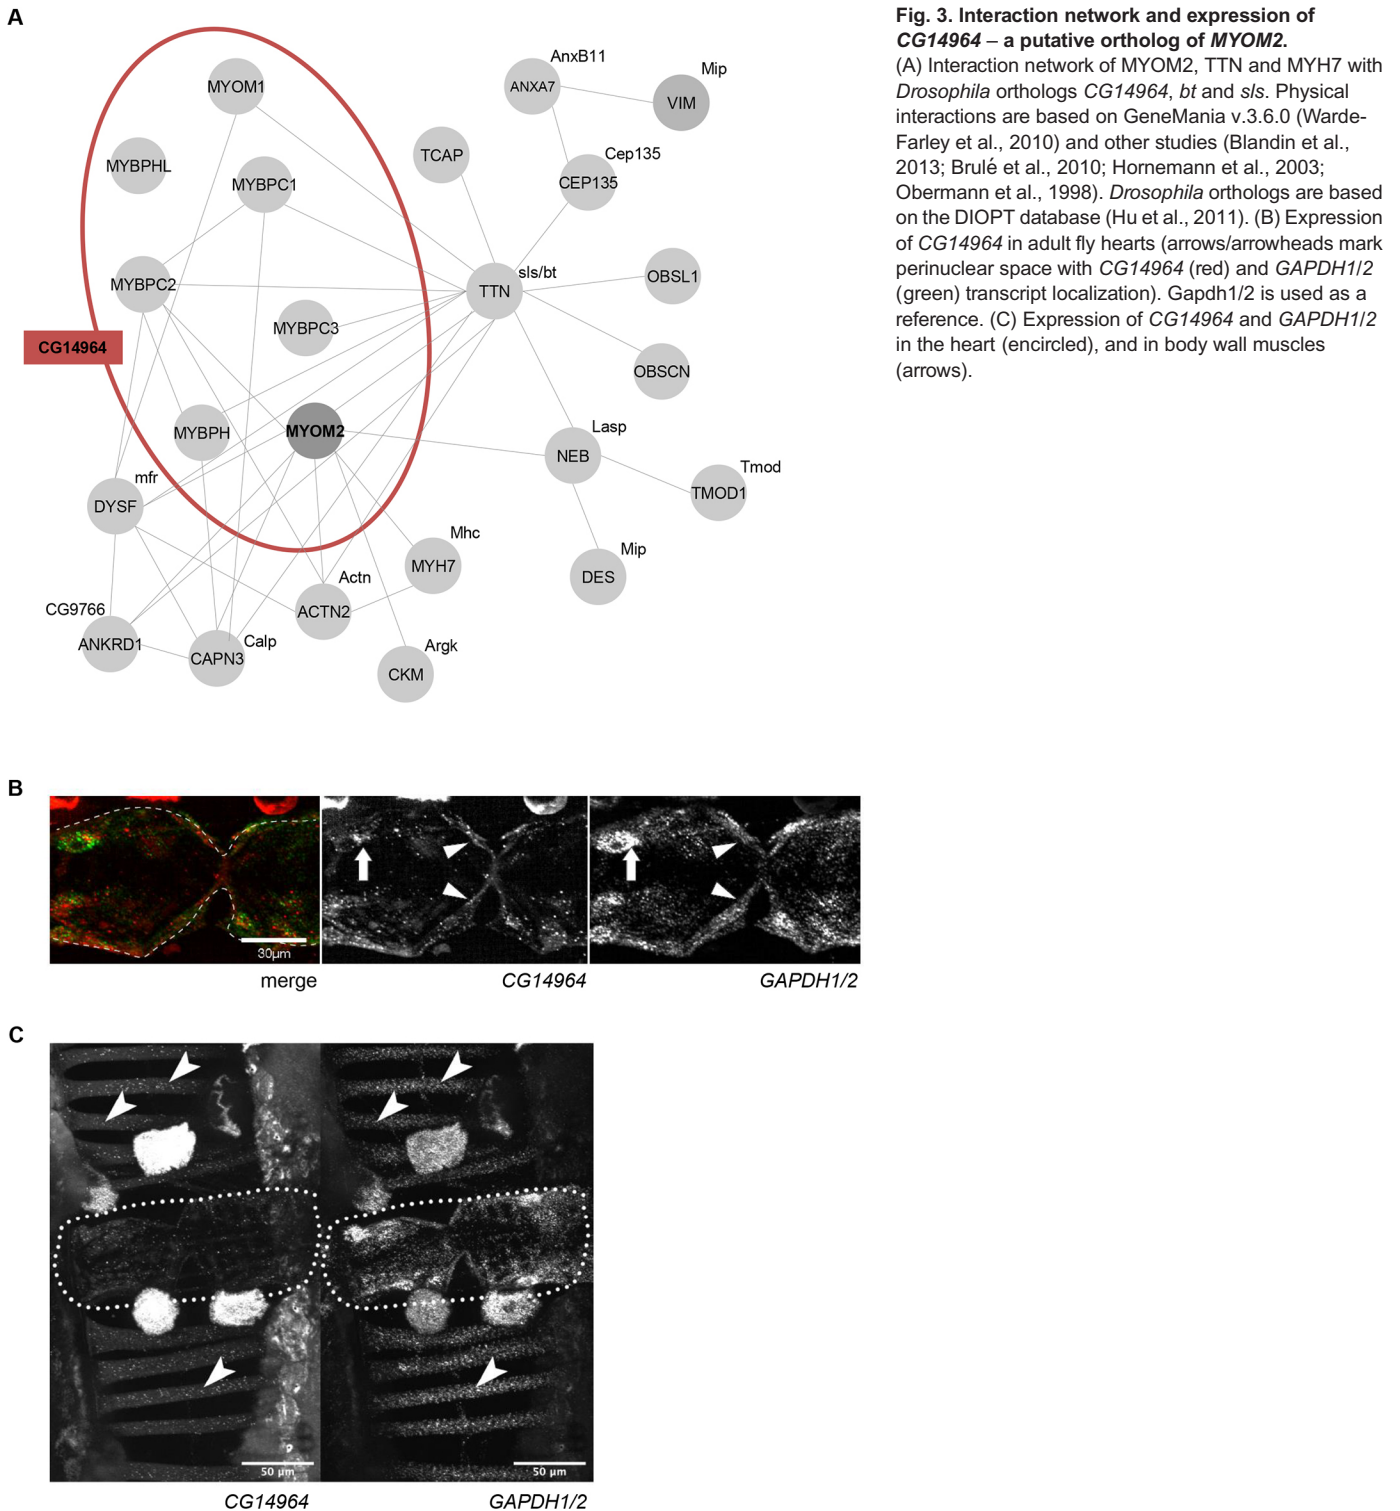 A
Fig. 3. Interaction network and expression of
CG14964 – a putative ortholog of MYOM2.
(A) Interaction network of MYOM2, TTN and MYH7 with
Drosophila orthologs CG14964, bt and sls. Physical
interactions are based on GeneMania v.3.6.0 (Warde-
Farley et al., 2010) and other studies (Blandin et al.,
2013; Brulé et al., 2010; Hornemann et al., 2003;
Obermann et al., 1998). Drosophila orthologs are based
on the DIOPT database (Hu et al., 2011). (B) Expression
of CG14964 in adult fly hearts (arrows/arrowheads mark
perinuclear space with CG14964 (red) and GAPDH1/2
(green) transcript localization). Gapdh1/2 is used as a
reference. (C) Expression of CG14964 and GAPDH1/2
in the heart (encircled), and in body wall muscles
(arrows).
AnxB11
Mip
MYOM1
ANXA7
VIM
TCAP
Cep135
MYBPHL
MYBPC1
CEP135
sls/bt
MYBPC2
TTN
OBSL1
MYBPC3
CG14964
OBSCN
Lasp
MYBPH
MYOM2
NEB
Tmod
mfr
TMOD1
DYSF
Mhc
Mip
MYH7
Actn
DES
CG9766
ACTN2
ANKRD1
Calp
Argk
CAPN3
CKM
B
30µm
merge
CG14964
GAPDH1/2
C
50 µm
50 µm
CG14964
GAPDH1/2